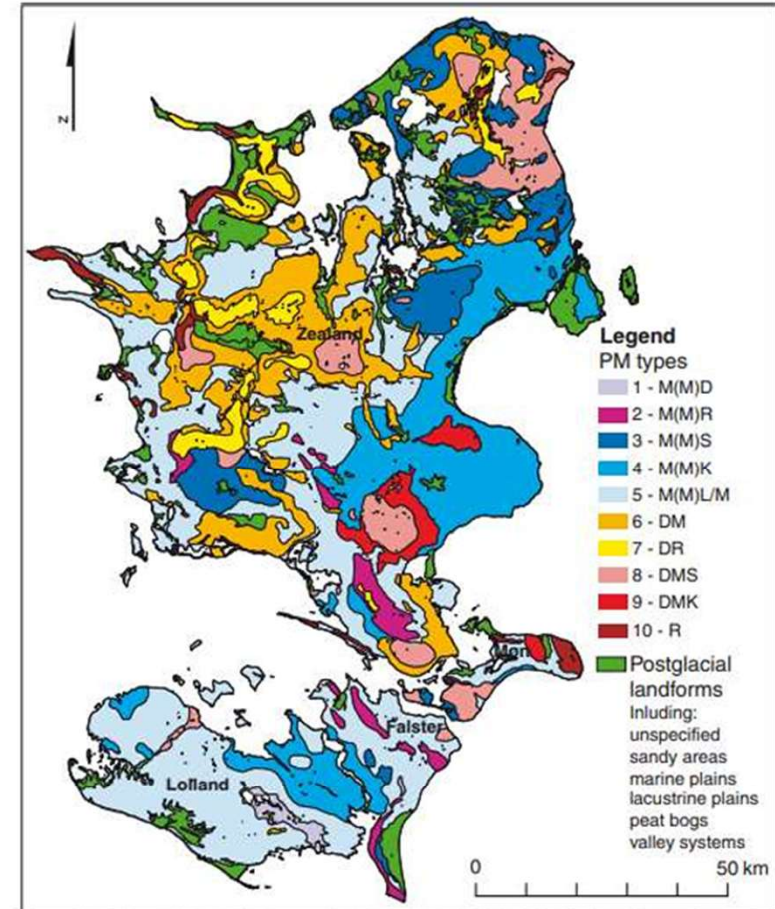 z
Zealand
Legend
PM types
1 - M(M)D
2 - M(M)R
3 - M(M)S
4 - M(M)K
5 - M(M)L/M
6 - DM
7 - DR
8 - DMS
9 - DMK
10 - R
Møn
Postglacial
landforms
Inluding:
unspecified
sandy areas
marine plains
lacustrine plains
peat bogs
valley systems
Falster
Lolland
0 50 km